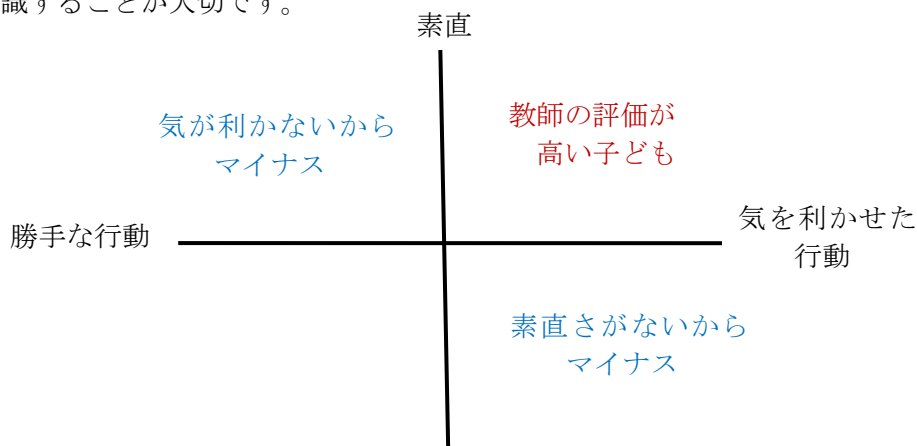 識することが大切です。
素直
気が利かないから
マイナス
教師の評価が
高い子ども
勝手な行動
気を利かせた
行動
素直さがないから
マイナス